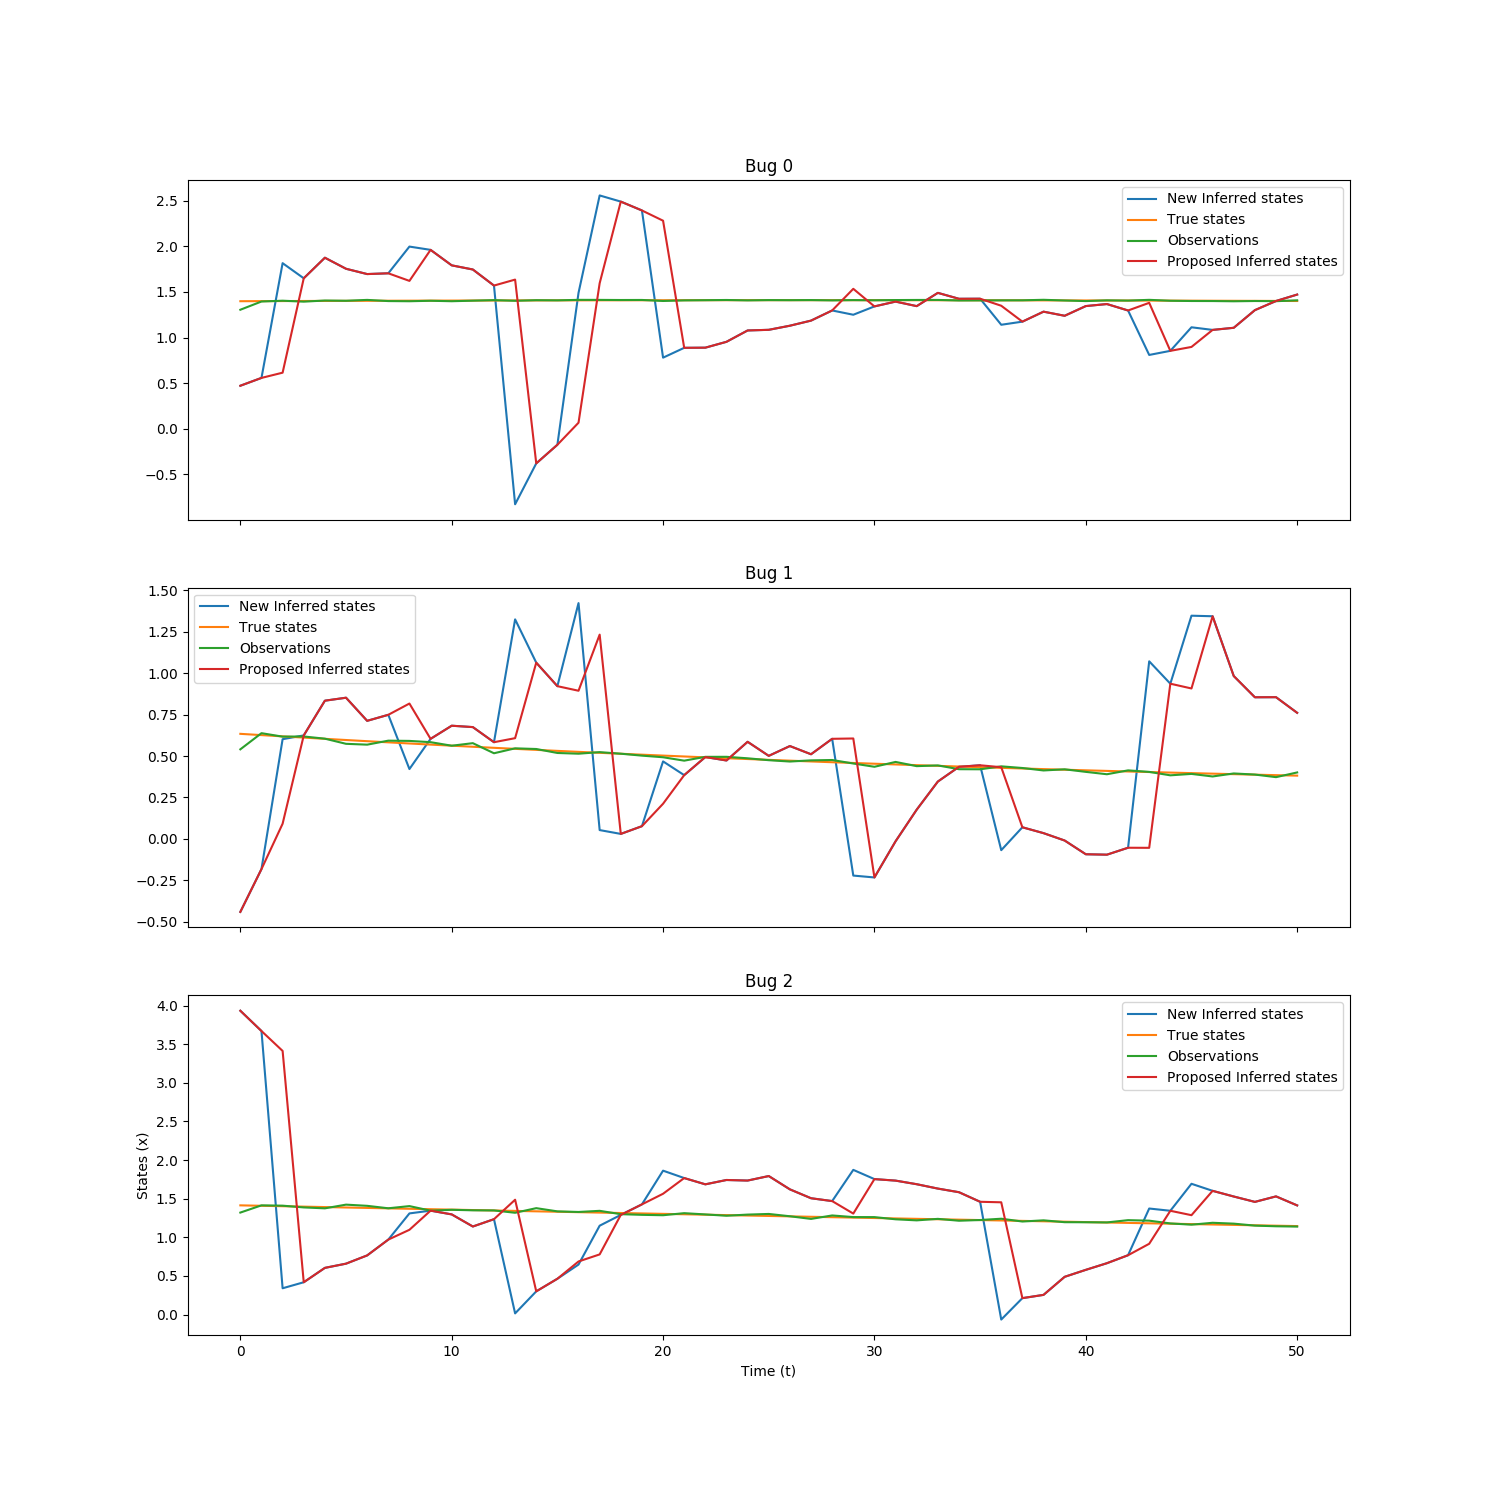 Bug 0
2.5
2.0
1.5
1.0
0.5
0.0
−0.5
New Inferred states
True states
Observations
Proposed Inferred states
Bug 1
1.50
1.25
1.00
0.75
0.50
0.25
0.00
−0.25
−0.50
New Inferred states
True states
Observations
Proposed Inferred states
Bug 2
4.0
3.5
3.0
2.5
2.0
1.5
1.0
0.5
0.0
States (x)
New Inferred states
True states
Observations
Proposed Inferred states
0 10 20 30 40 50
Time (t)